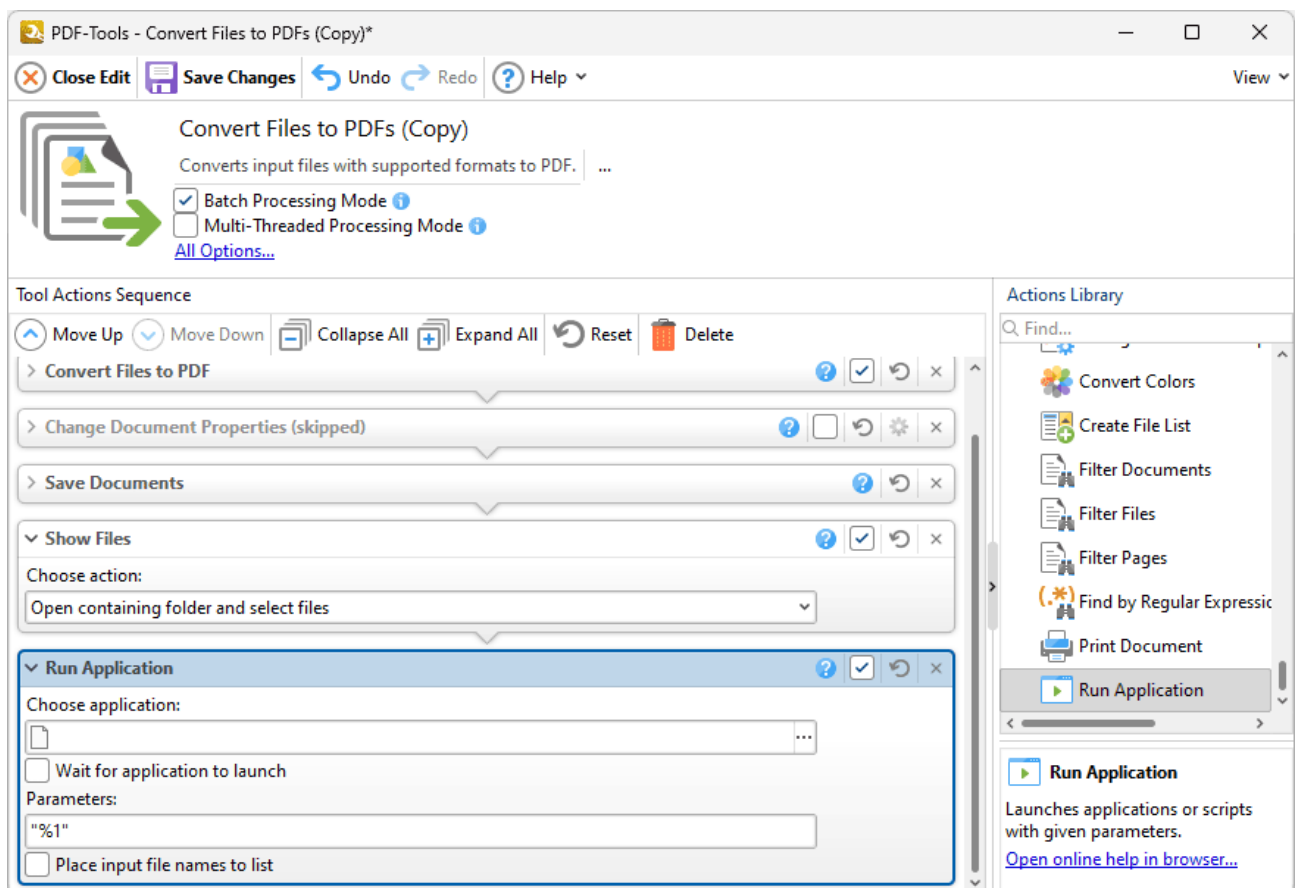 PDF-Tools - Convert Files to PDFs (Copy)*
Close Edit Save Changes Undo Redo Help View
Convert Files to PDFs (Copy)
Converts input files with supported formats to PDF. ...
Batch Processing Mode
Multi-Threaded Processing Mode
All Options...
Tool Actions Sequence
Move Up Move Down Collapse All Expand All Reset Delete
Convert Files to PDF
Change Document Properties (skipped)
Save Documents
Show Files
Choose action:
Open containing folder and select files
Run Application
Choose application:
...
Wait for application to launch
Parameters:
"%1"
Place input file names to list
Actions Library
Find...
Convert Colors
Create File List
Filter Documents
Filter Files
Filter Pages
Find by Regular Expressic
Print Document
Run Application
Run Application
Launches applications or scripts
with given parameters.
Open online help in browser...